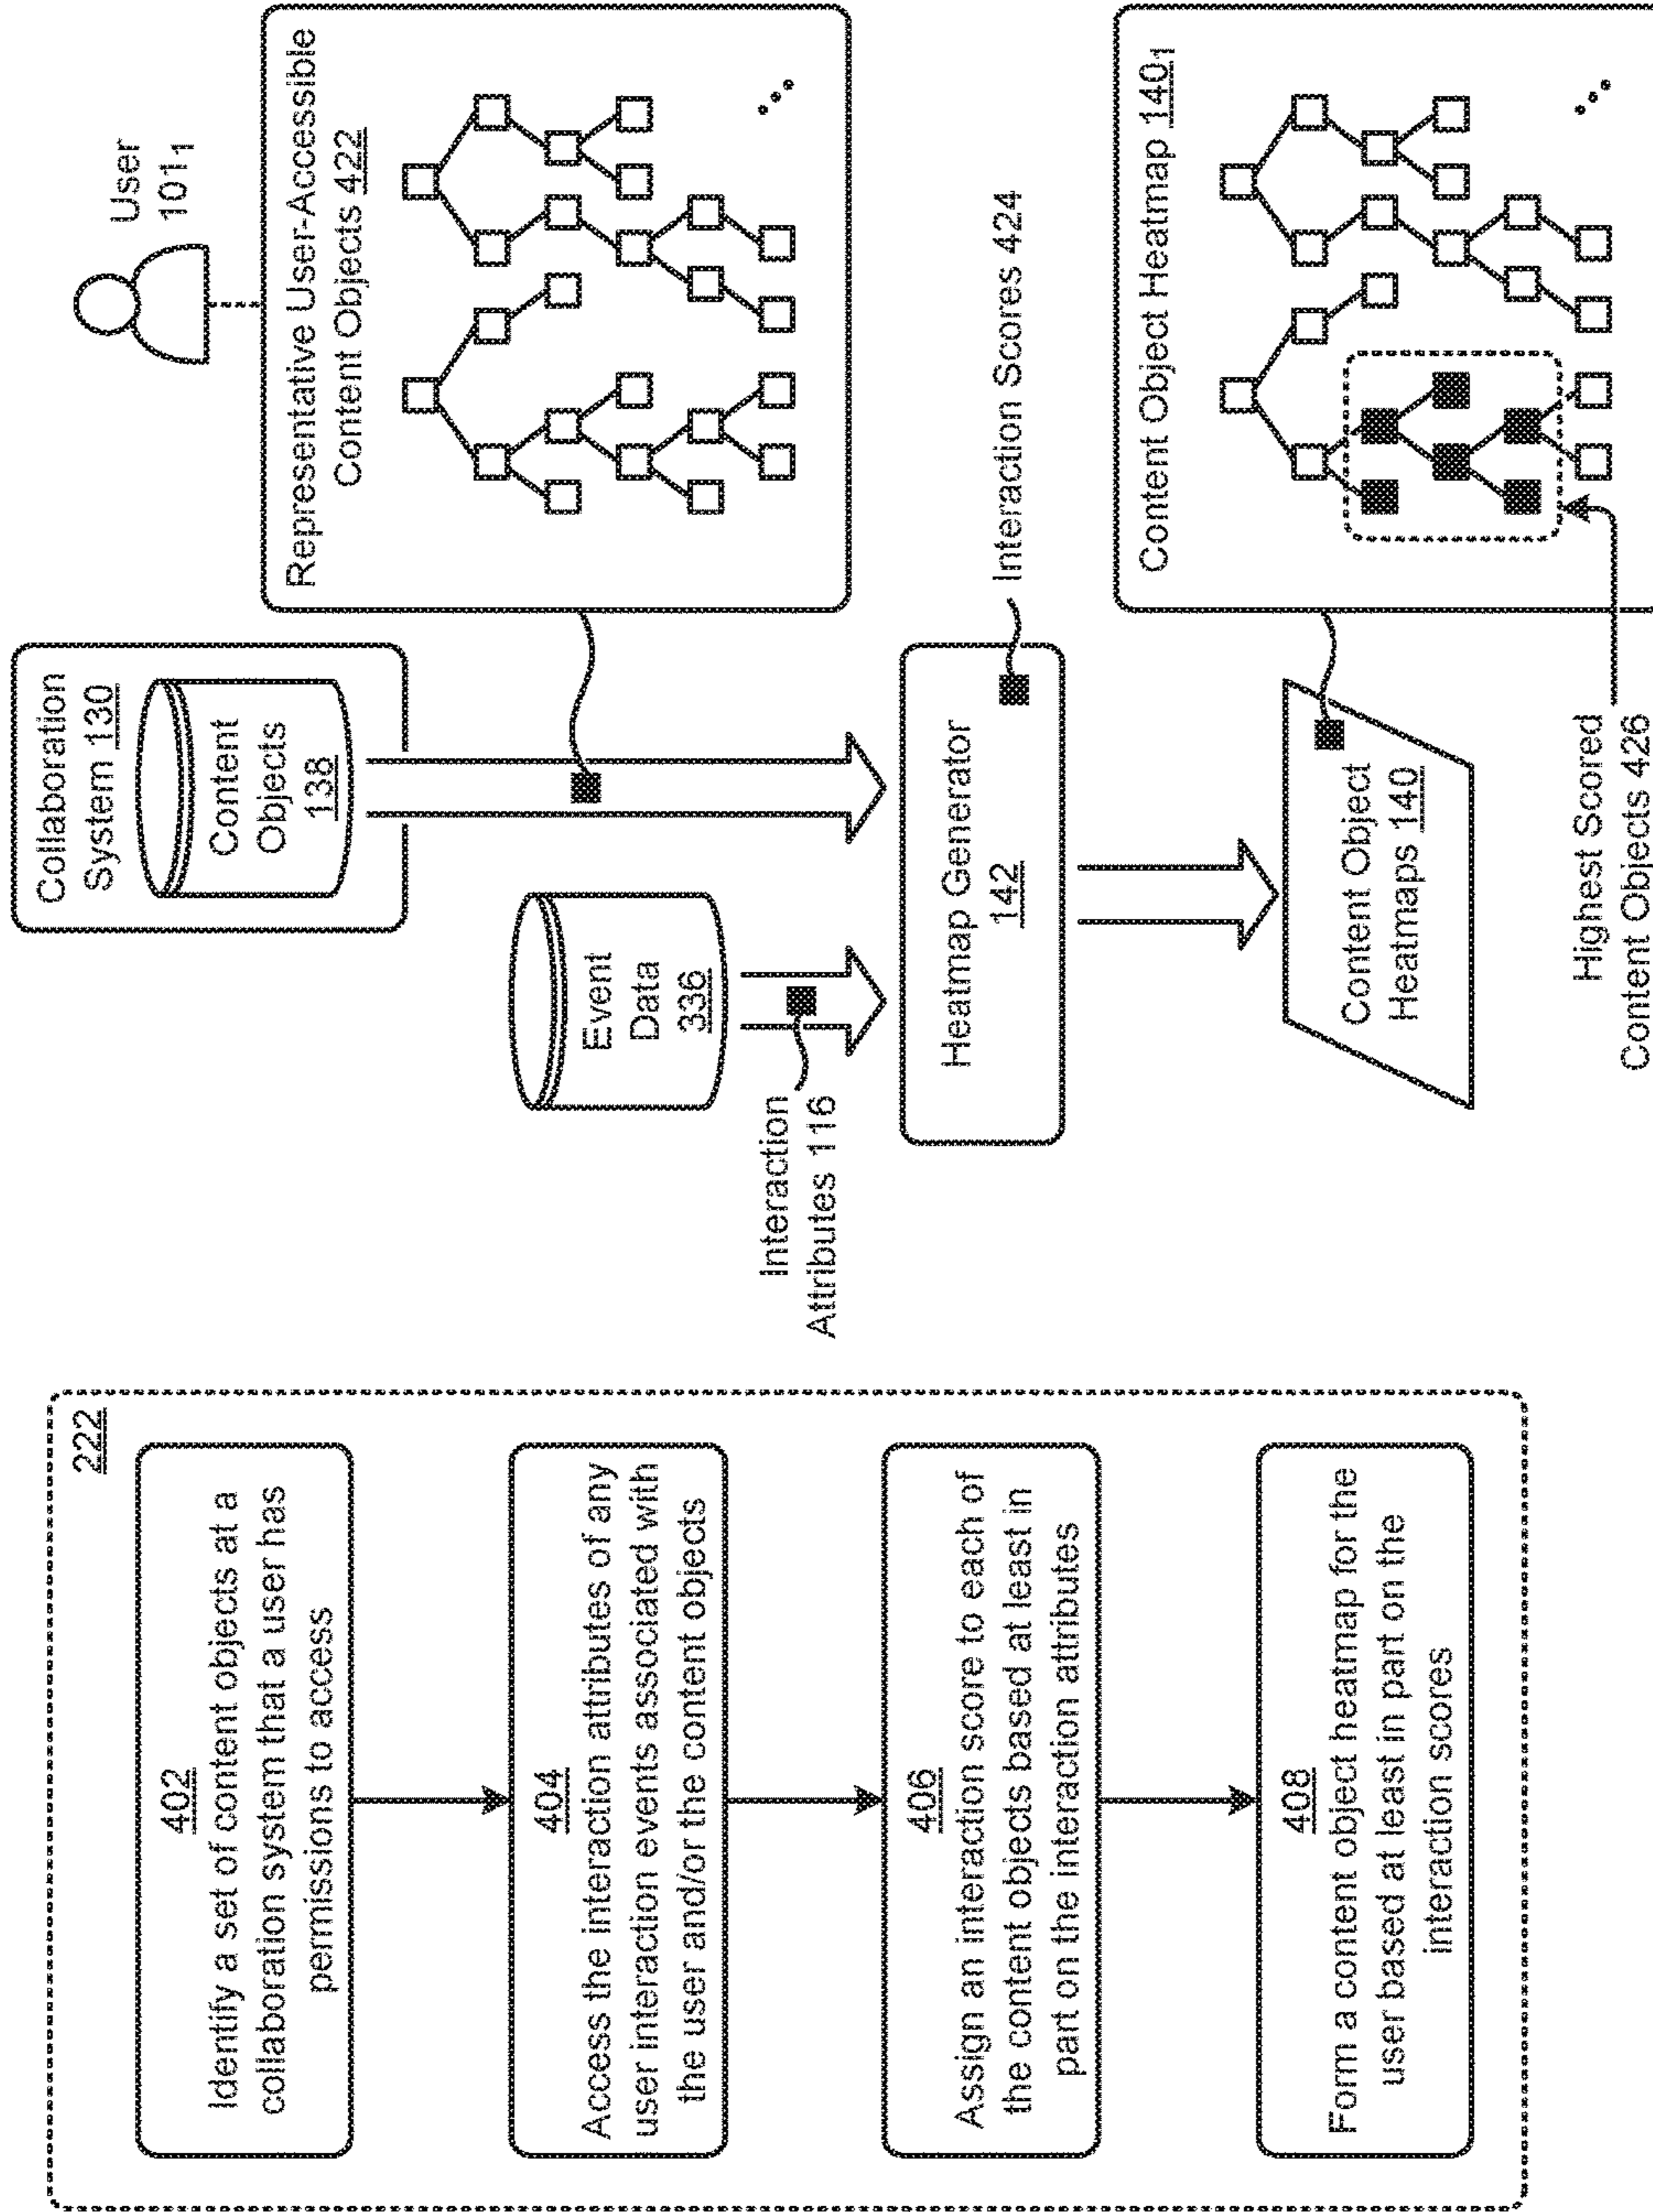 222
402
Identify a set of content objects at a
collaboration system that a user has
permissions to access
404
Access the interaction attributes of any
user interaction events associated with
the user and/or the content objects
406
Assign an interaction score to each of
the content objects based at least in
part on the interaction attributes
408
Form a content object heatmap for the
user based at least in part on the
interaction scores
Collaboration
System 130
Content
Objects
138
Event
Data
336
Interaction
Attributes 116
Heatmap Generator
142
Interaction Scores 424
Content Object
Heatmaps 140
User
101₁
Representative User-Accessible
Content Objects 422
...
Content Object Heatmap 140₁
...
Highest Scored
Content Objects 426